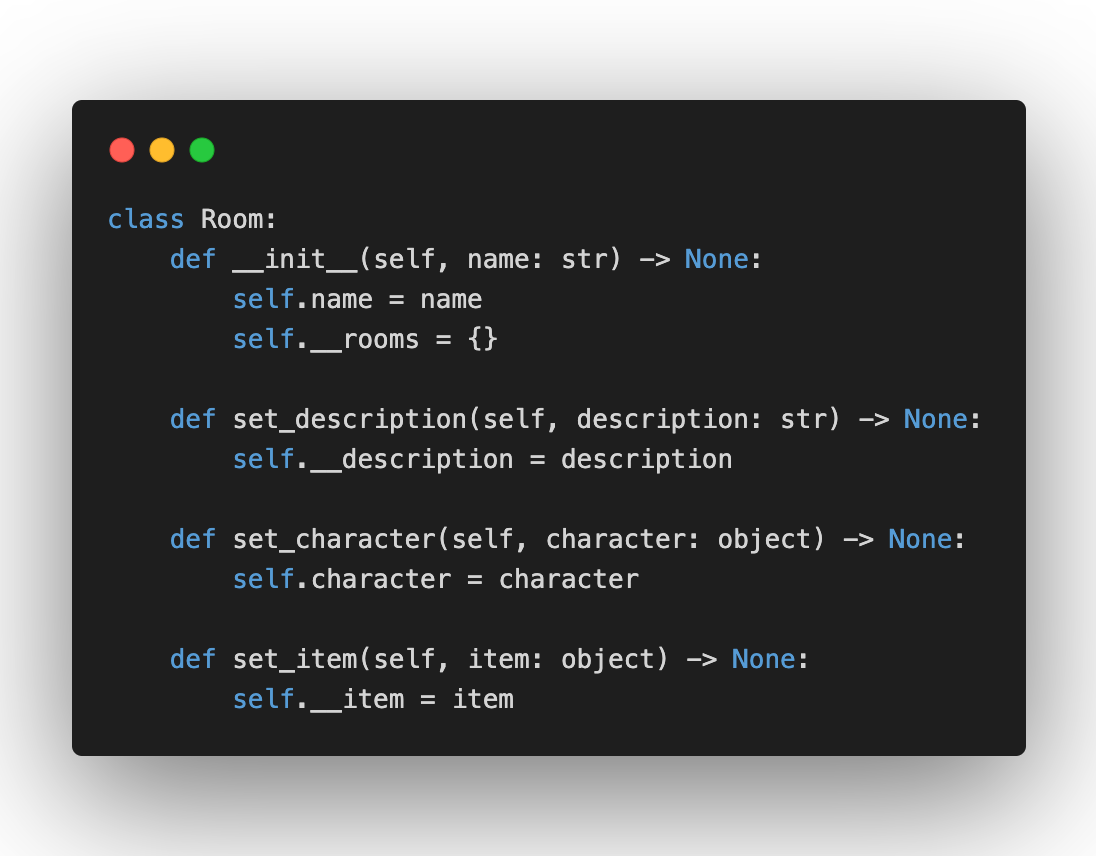 class Room:
    def __init__(self, name: str) -> None:
        self.name = name
        self.__rooms = {}

    def set_description(self, description: str) -> None:
        self.__description = description

    def set_character(self, character: object) -> None:
        self.character = character

    def set_item(self, item: object) -> None:
        self.__item = item